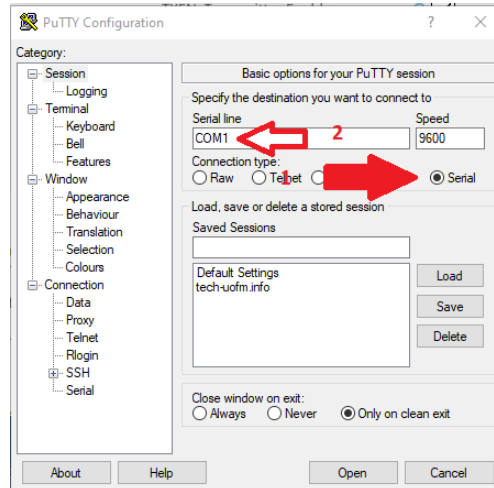 PuTTY Configuration
? ×
Category:
Session
Logging
Terminal
Keyboard
Bell
Features
Window
Appearance
Behaviour
Translation
Selection
Colours
Connection
Data
Proxy
Telnet
Rlogin
SSH
Serial
Basic options for your PuTTY session
Specify the destination you want to connect to
Serial line Speed
COM1 2 9600
Connection type:
Raw Telnet 1 Serial
Load, save or delete a stored session
Saved Sessions
Default Settings
tech-uofm.info
Load
Save
Delete
Close window on exit:
Always Never Only on clean exit
About Help Open Cancel